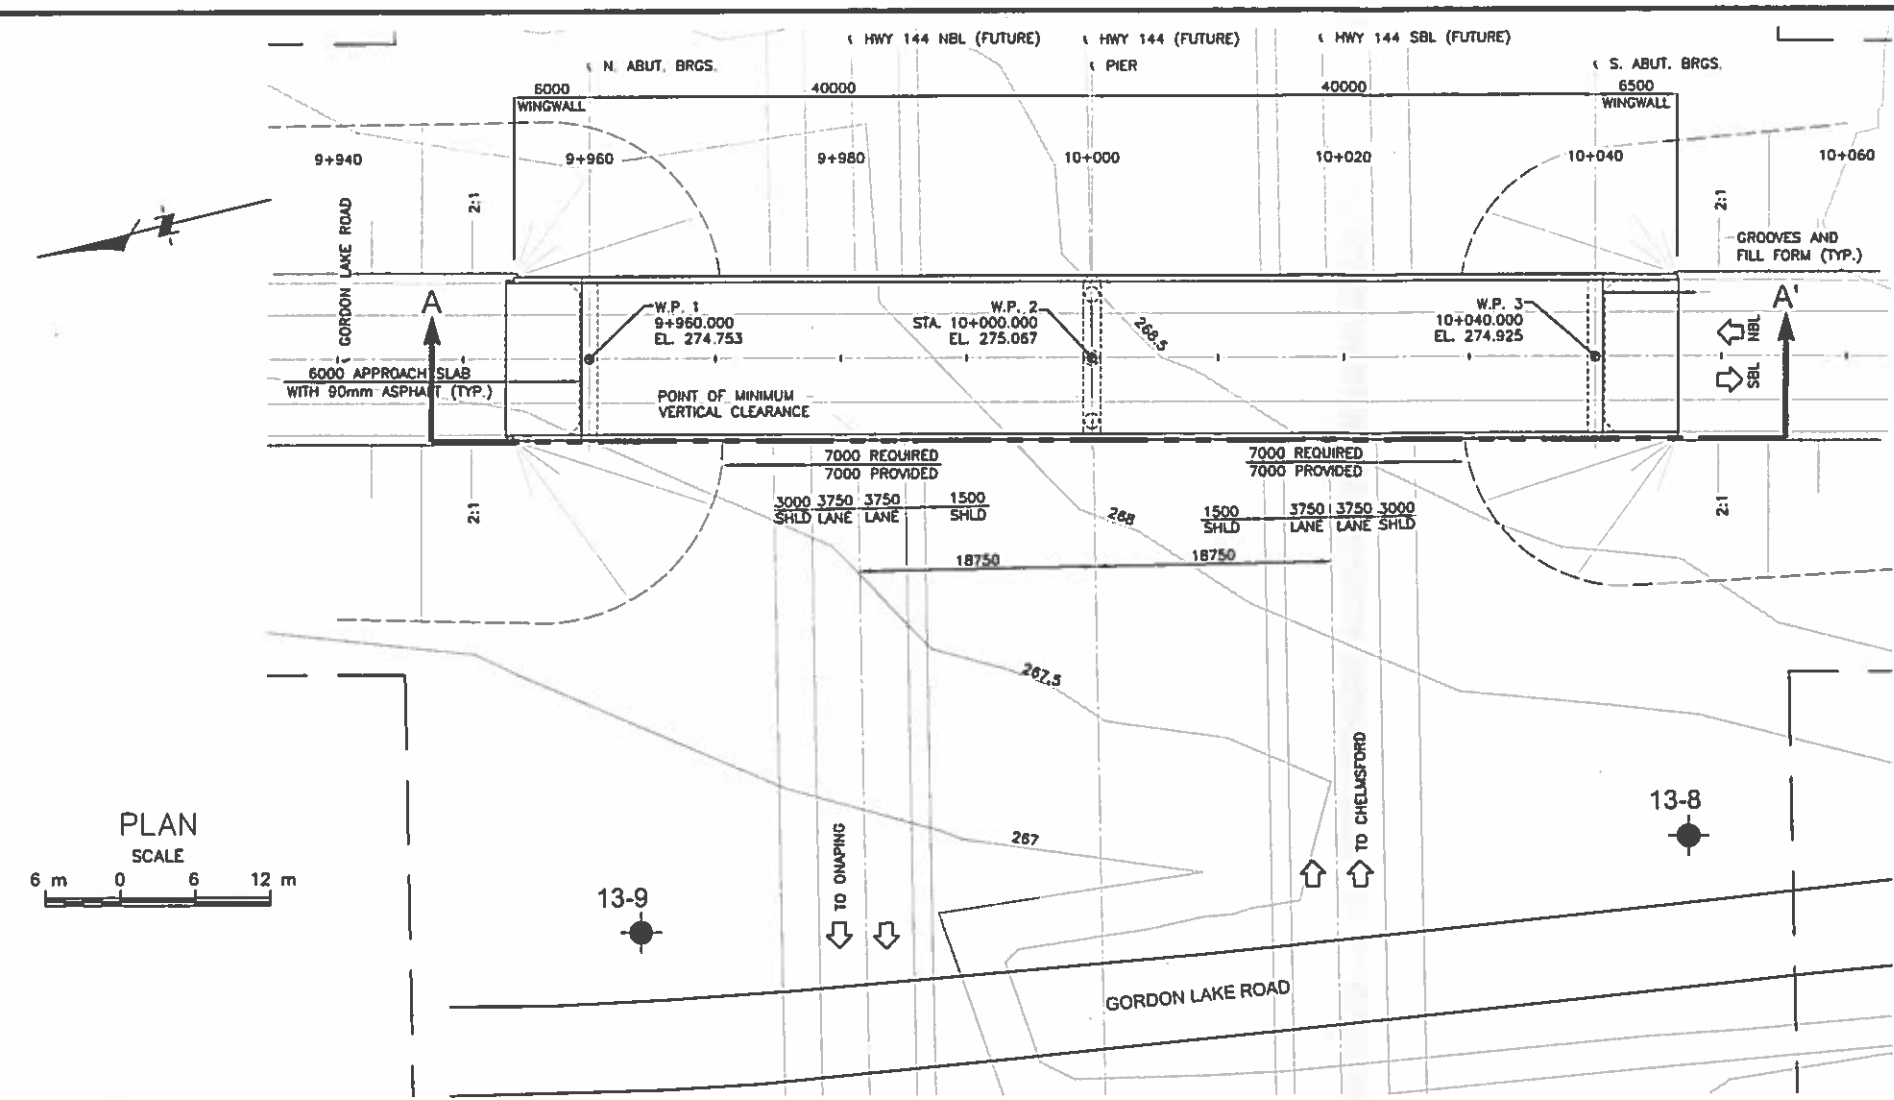 HWY 144 NBL (FUTURE)
HWY 144 (FUTURE)
HWY 144 SBL (FUTURE)
N. ABUT. BRGS.
PIER
S. ABUT. BRGS.
6000
WINGWALL
40000
40000
6500
WINGWALL
9+940
9+960
9+980
10+000
10+020
10+040
10+060
2:1
2:1
GORDON LAKE ROAD
GROOVES AND
FILL FORM (TYP.)
A
A'
W.P. 1
9+960.000
EL. 274.753
W.P. 2
STA. 10+000.000
EL. 275.067
W.P. 3
10+040.000
EL. 274.925
268.5
NBL
SBL
6000 APPROACH SLAB
WITH 90mm ASPHALT (TYP.)
POINT OF MINIMUM
VERTICAL CLEARANCE
7000 REQUIRED
7000 PROVIDED
7000 REQUIRED
7000 PROVIDED
3000 3750 3750 1500
SHLD LANE LANE SHLD
1500 3750 3750 3000
SHLD LANE LANE SHLD
2:1
2:1
268
18750
18750
267.5
267
TO ONAPING
TO CHELMSFORD
13-8
13-9
PLAN
SCALE
6 m 0 6 12 m
GORDON LAKE ROAD